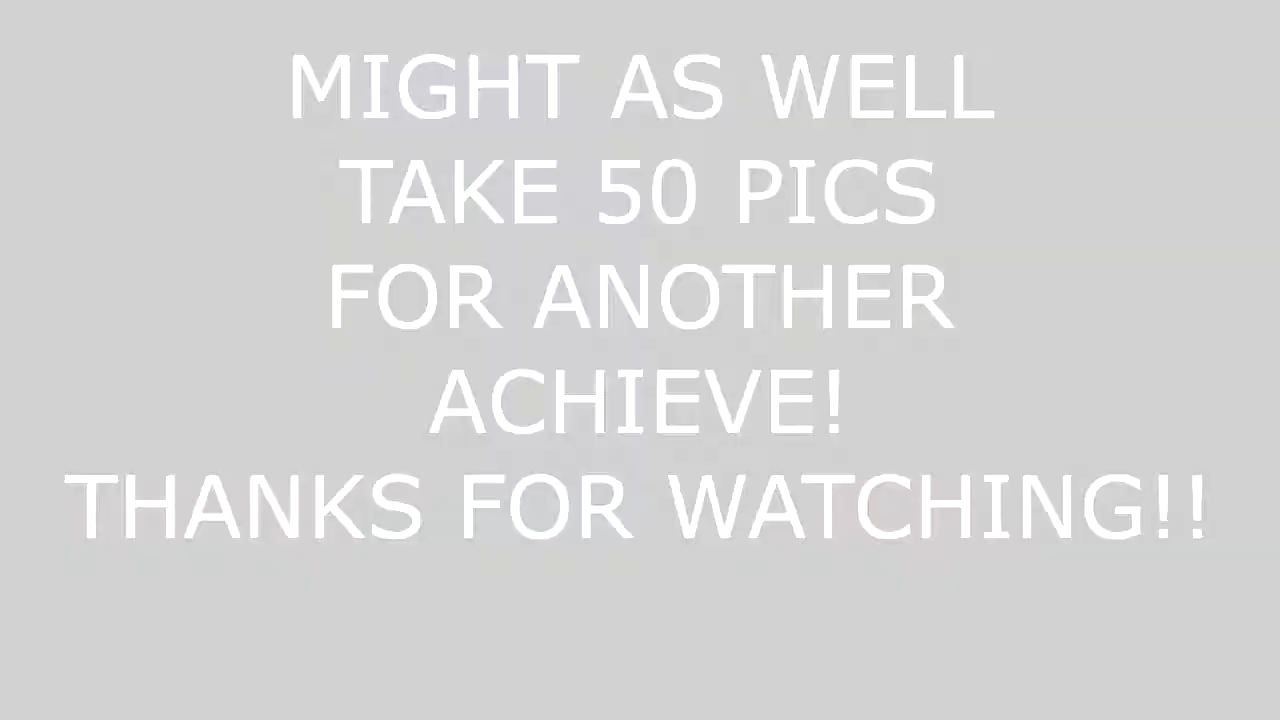 MIGHT AS WELL
TAKE 50 PICS
FOR ANOTHER
ACHIEVE!
THANKS FOR WATCHING!!